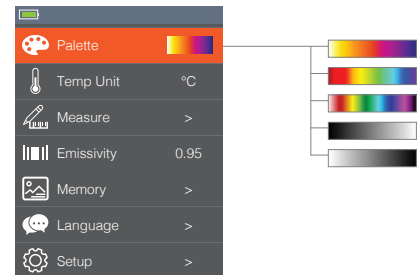 Palette
Temp Unit °C
Measure >
Emissivity 0.95
Memory >
Language >
Setup >